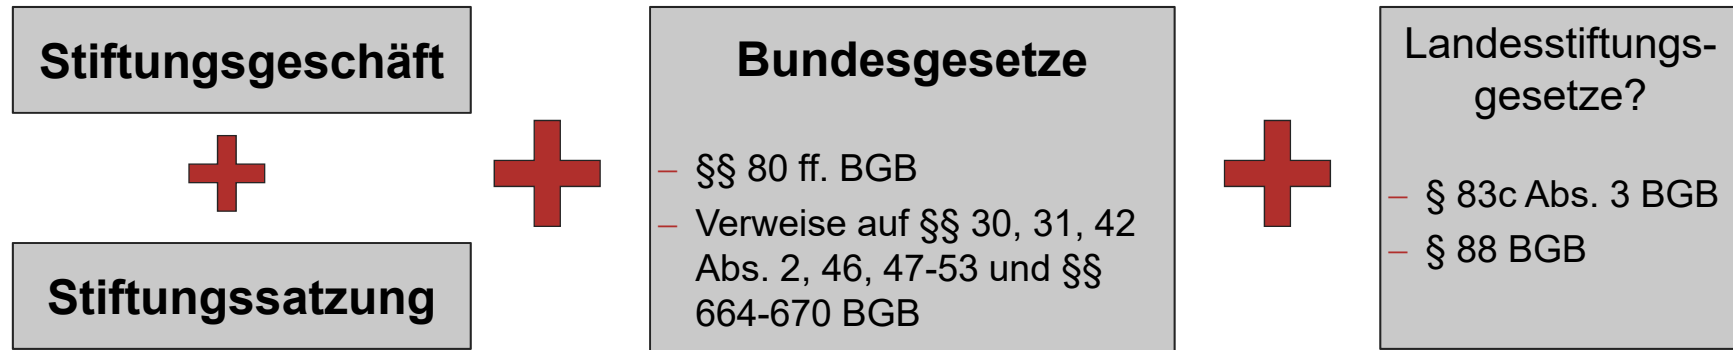 Stiftungsgeschäft
Stiftungssatzung
Bundesgesetze
– §§ 80 ff. BGB
– Verweise auf §§ 30, 31, 42
Abs. 2, 46, 47-53 und §§
664-670 BGB
Landesstiftungs-
gesetze?
– § 83c Abs. 3 BGB
– § 88 BGB